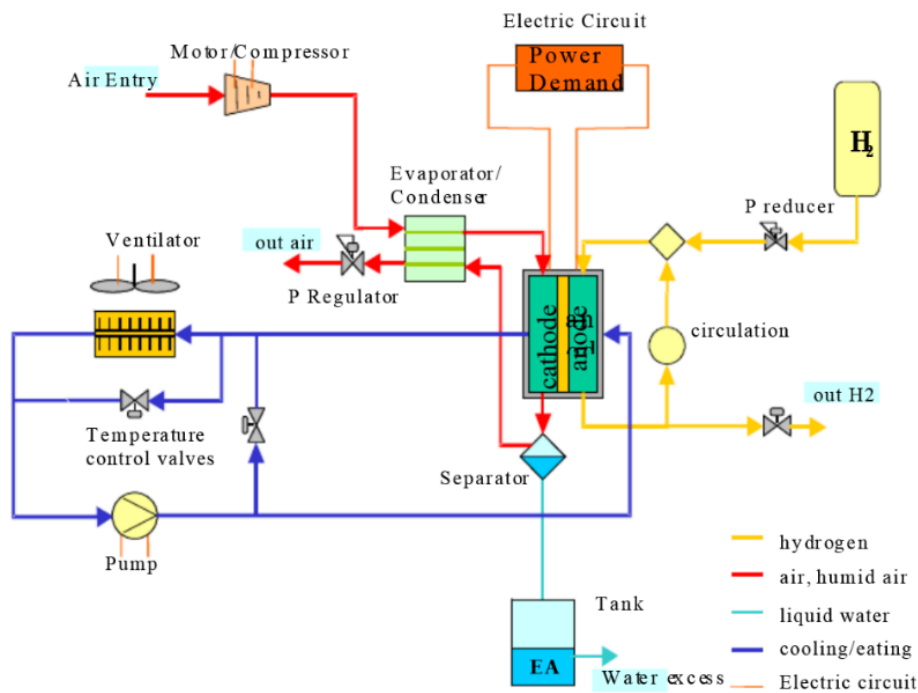 Electric Circuit
Motor/Compressor
Power
Demand
Air Entry
H2
Evaporator/
Condenser
P reducer
out air
Ventilator
P Regulator
cathode
anode
circulation
out H2
Temperature
control valves
Separator
Pump
hydrogen
air, humid air
Tank
liquid water
cooling/eating
EA
Water excess
Electric circuit